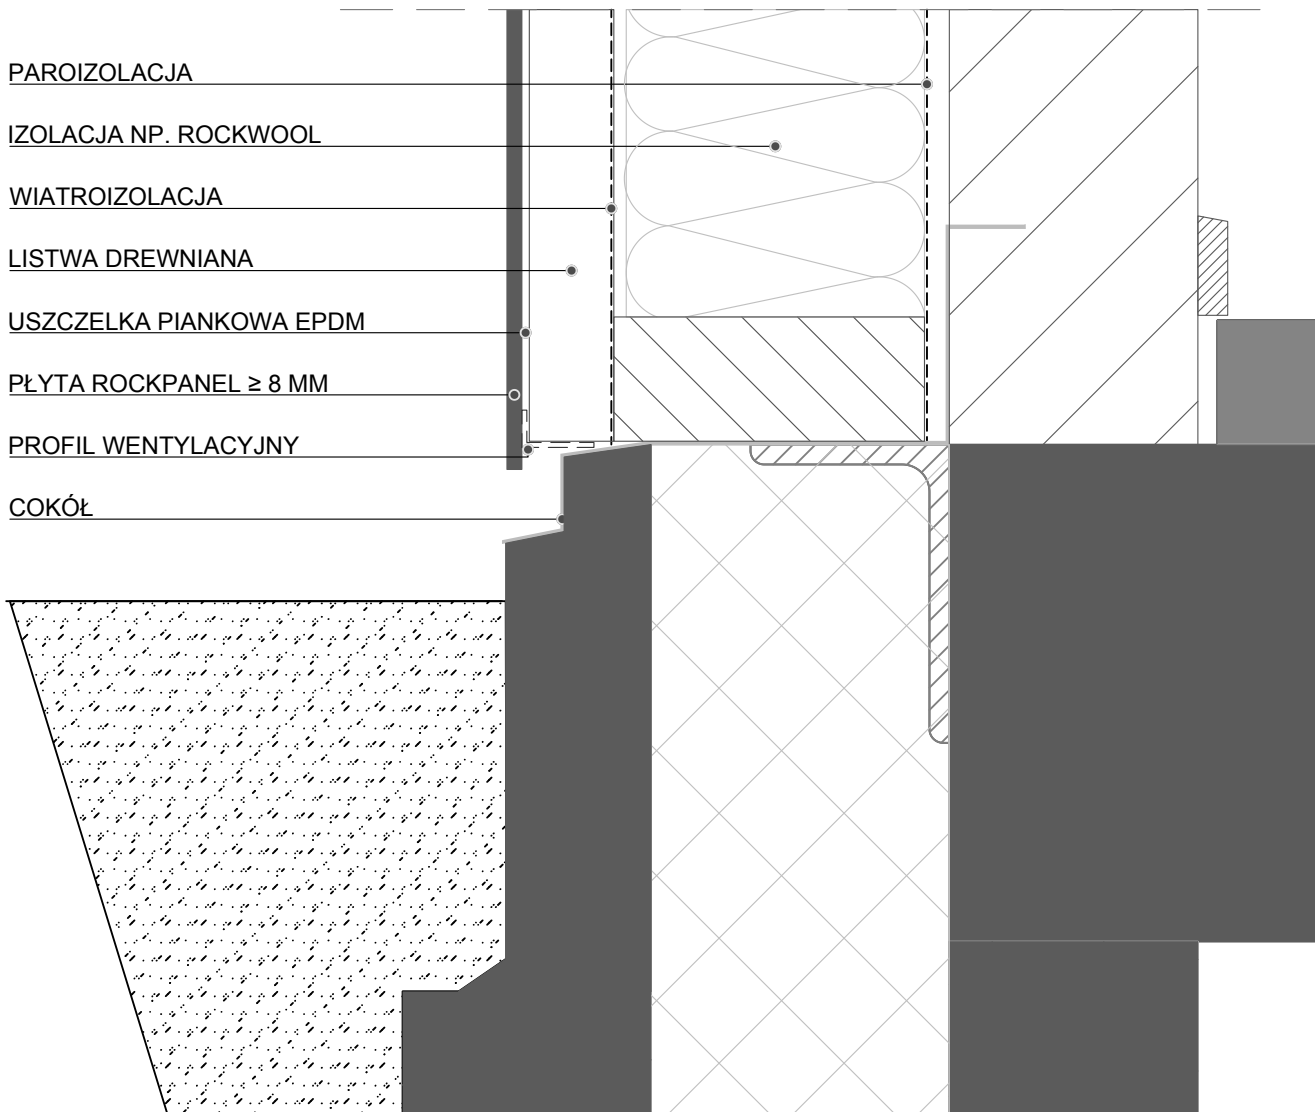 PAROIZOLACJA
IZOLACJA NP. ROCKWOOL
WIATROIZOLACJA
LISTWA DREWNIANA
USZCZELKA PIANKOWA EPDM
PŁYTA ROCKPANEL ≥ 8 MM
PROFIL WENTYLACYJNY
COKÓŁ